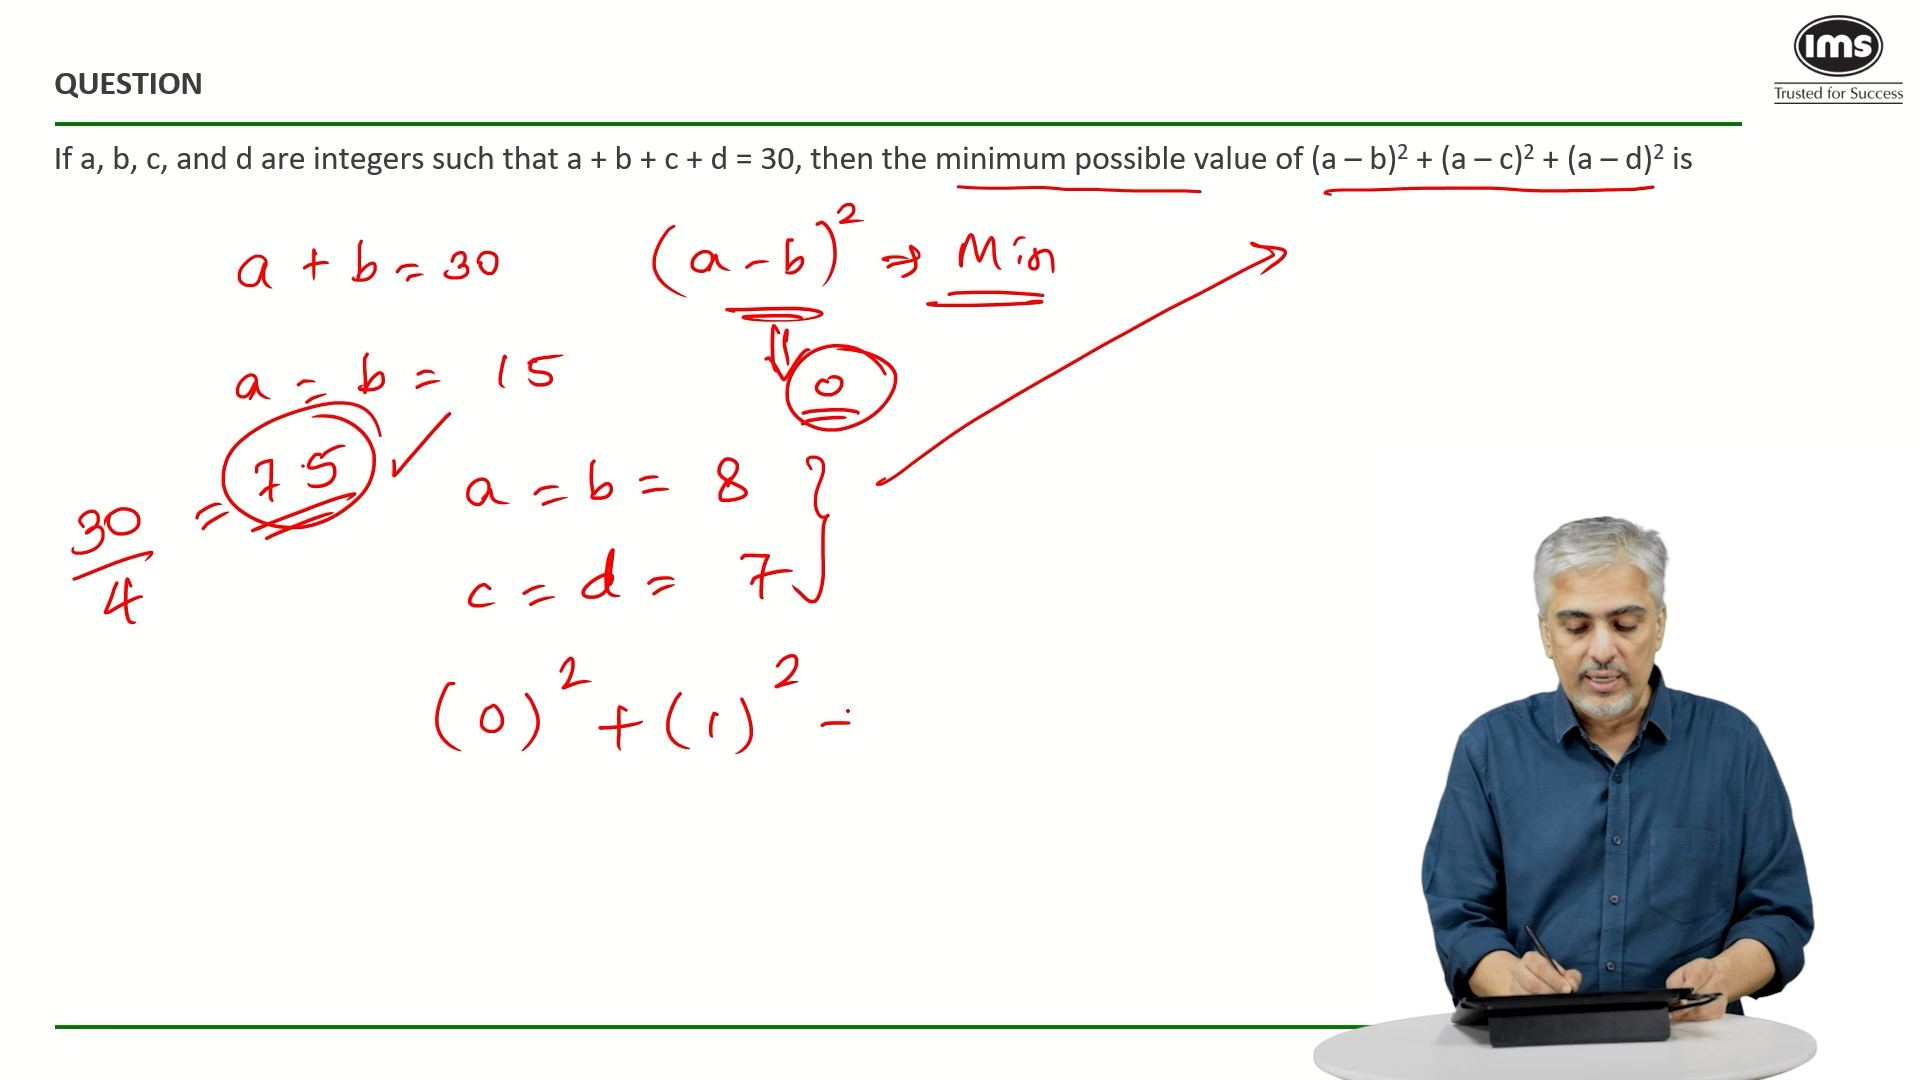 ims
Trusted for Success
QUESTION
If a, b, c, and d are integers such that a + b + c + d = 30, then the minimum possible value of (a – b)² + (a – c)² + (a – d)² is
a + b = 30
(a – b)² ⇒ Min
0
a = b = 15
30/4 = 7.5
a = b = 8
c = d = 7
(0)² + (1)²